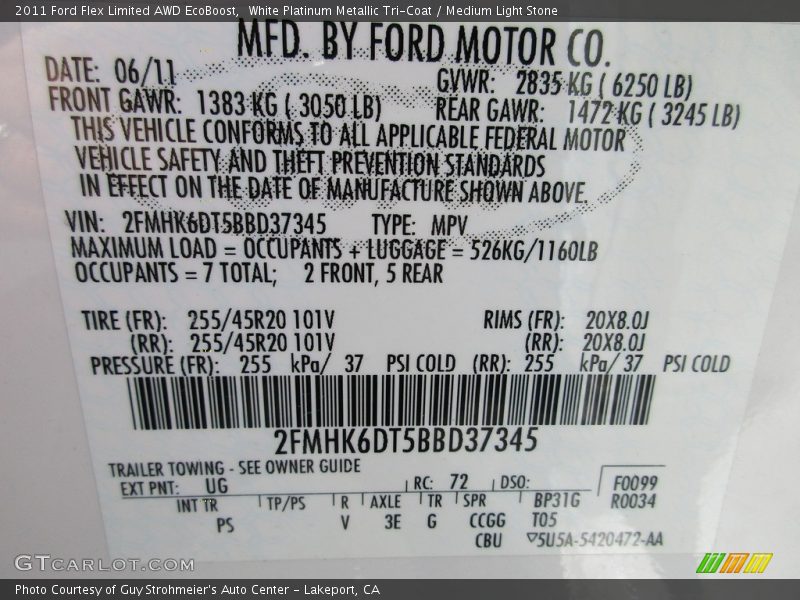 2011 Ford Flex Limited AWD EcoBoost,  White Platinum Metallic Tri-Coat / Medium Light Stone
MFD. BY FORD MOTOR CO.
DATE: 06/11 GVWR: 2835 KG ( 6250 LB)
FRONT GAWR: 1383 KG ( 3050 LB) REAR GAWR: 1472 KG ( 3245 LB)
THIS VEHICLE CONFORMS TO ALL APPLICABLE FEDERAL MOTOR
VEHICLE SAFETY AND THEFT PREVENTION STANDARDS
IN EFFECT ON THE DATE OF MANUFACTURE SHOWN ABOVE.
VIN: 2FMHK6DT5BBD37345 TYPE: MPV
MAXIMUM LOAD = OCCUPANTS + LUGGAGE = 526KG/1160LB
OCCUPANTS = 7 TOTAL; 2 FRONT, 5 REAR
TIRE (FR): 255/45R20 101V RIMS (FR): 20X8.0J
(RR): 255/45R20 101V (RR): 20X8.0J
PRESSURE (FR): 255 kPa/ 37 PSI COLD (RR): 255 kPa/ 37 PSI COLD
2FMHK6DT5BBD37345
TRAILER TOWING - SEE OWNER GUIDE
EXT PNT: UG RC: 72 DSO: F0099
INT TR TP/PS R AXLE TR SPR BP31G R0034
PS V 3E G CCGG T05
CBU ▽5U5A-5420472-AA
GTCARLOT.COM
Photo Courtesy of Guy Strohmeier's Auto Center - Lakeport, CA